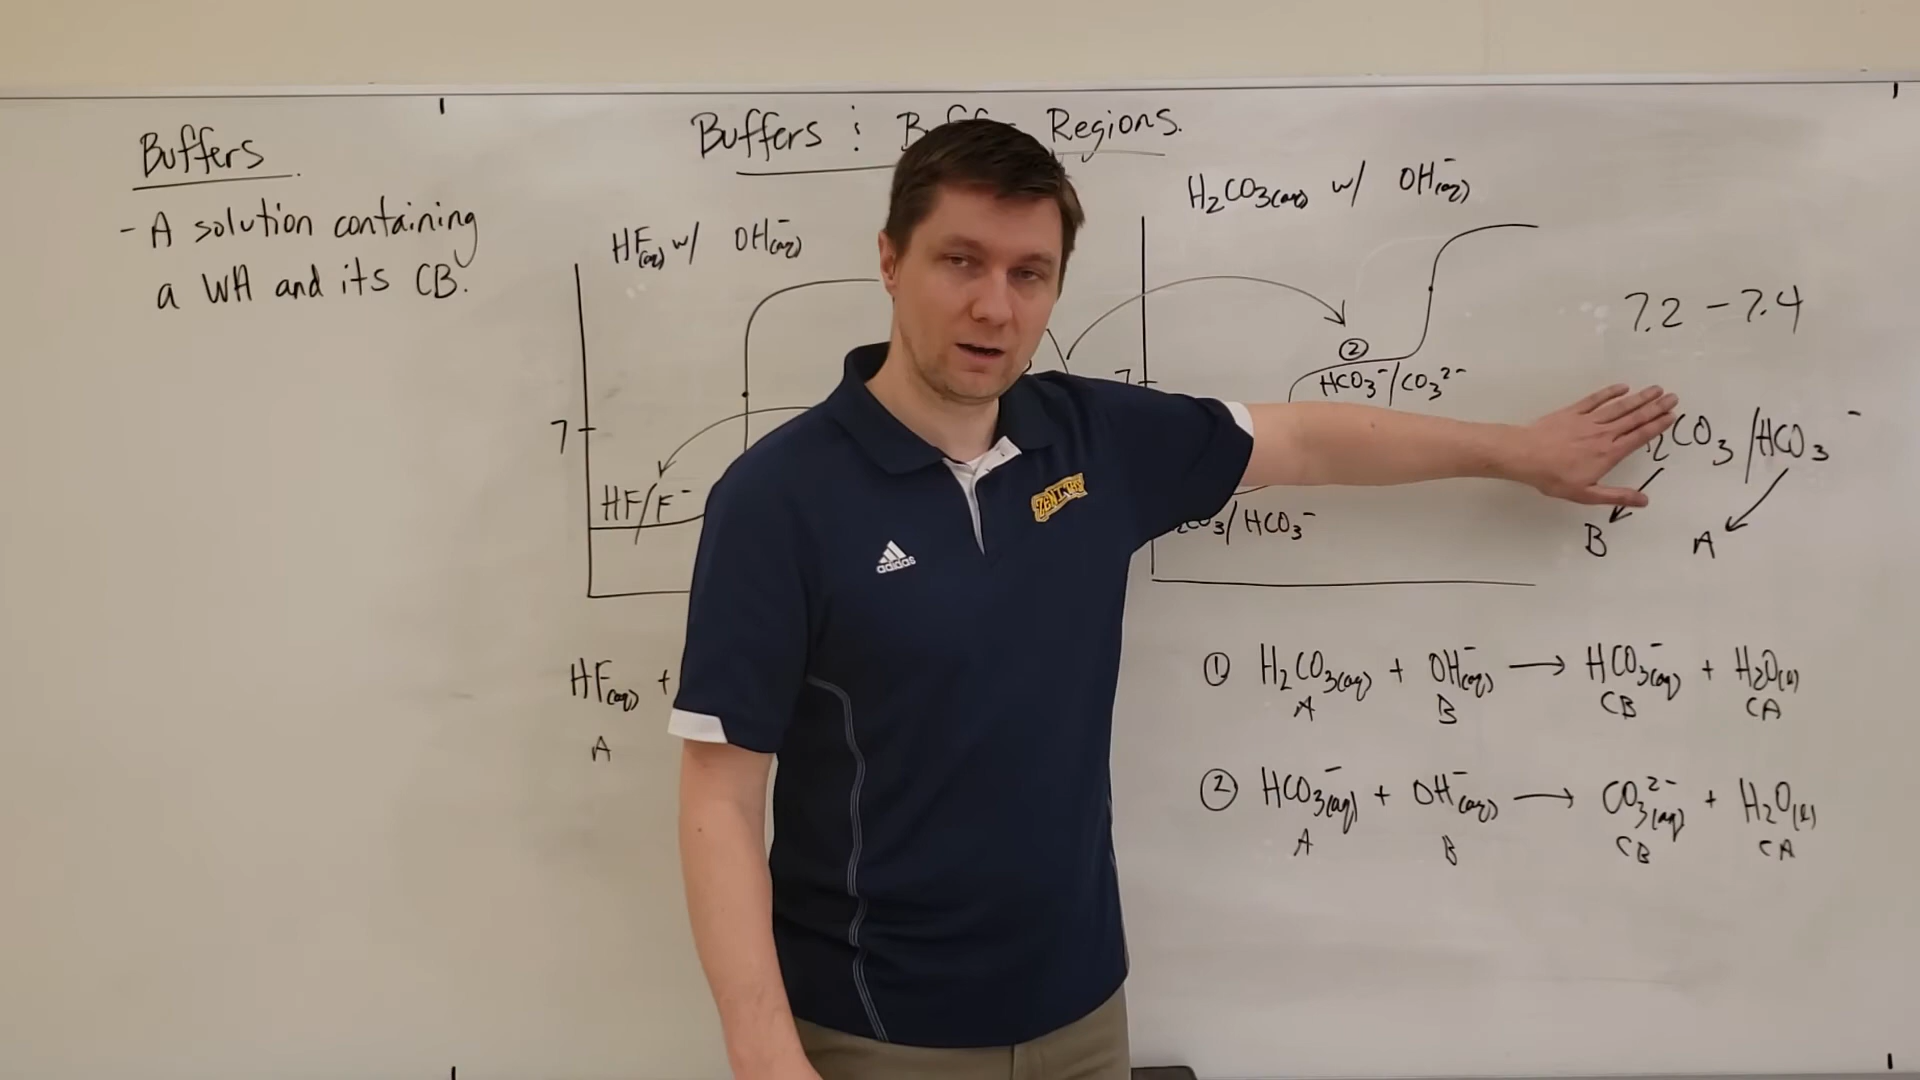 Buffers : Regions.
Buffers
- A solution containing
a WA and its CB.
HF(aq) w/ OH⁻(aq)
7
HF/F⁻
HF(aq) +
A
H₂CO₃(aq) w/ OH⁻(aq)
7
②
HCO₃⁻/CO₃²⁻
/HCO₃⁻
7.2 - 7.4
₂CO₃/HCO₃⁻
B A
① H₂CO₃(aq) + OH⁻(aq) → HCO₃⁻(aq) + H₂O(l)
A B CB CA
② HCO₃⁻(aq) + OH⁻(aq) → CO₃²⁻(aq) + H₂O(l)
A B CB CA
adidas